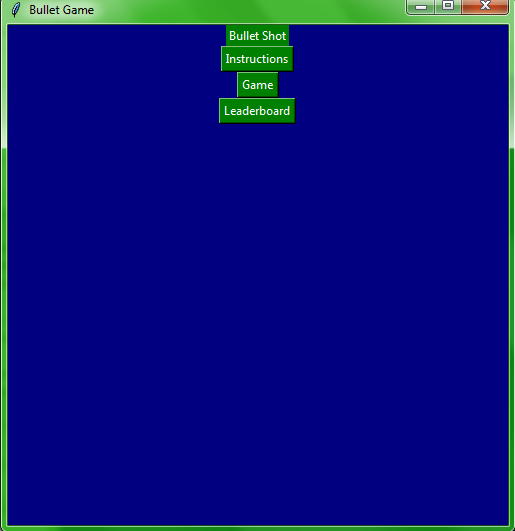 Bullet Game
Bullet Shot
Instructions
Game
Leaderboard